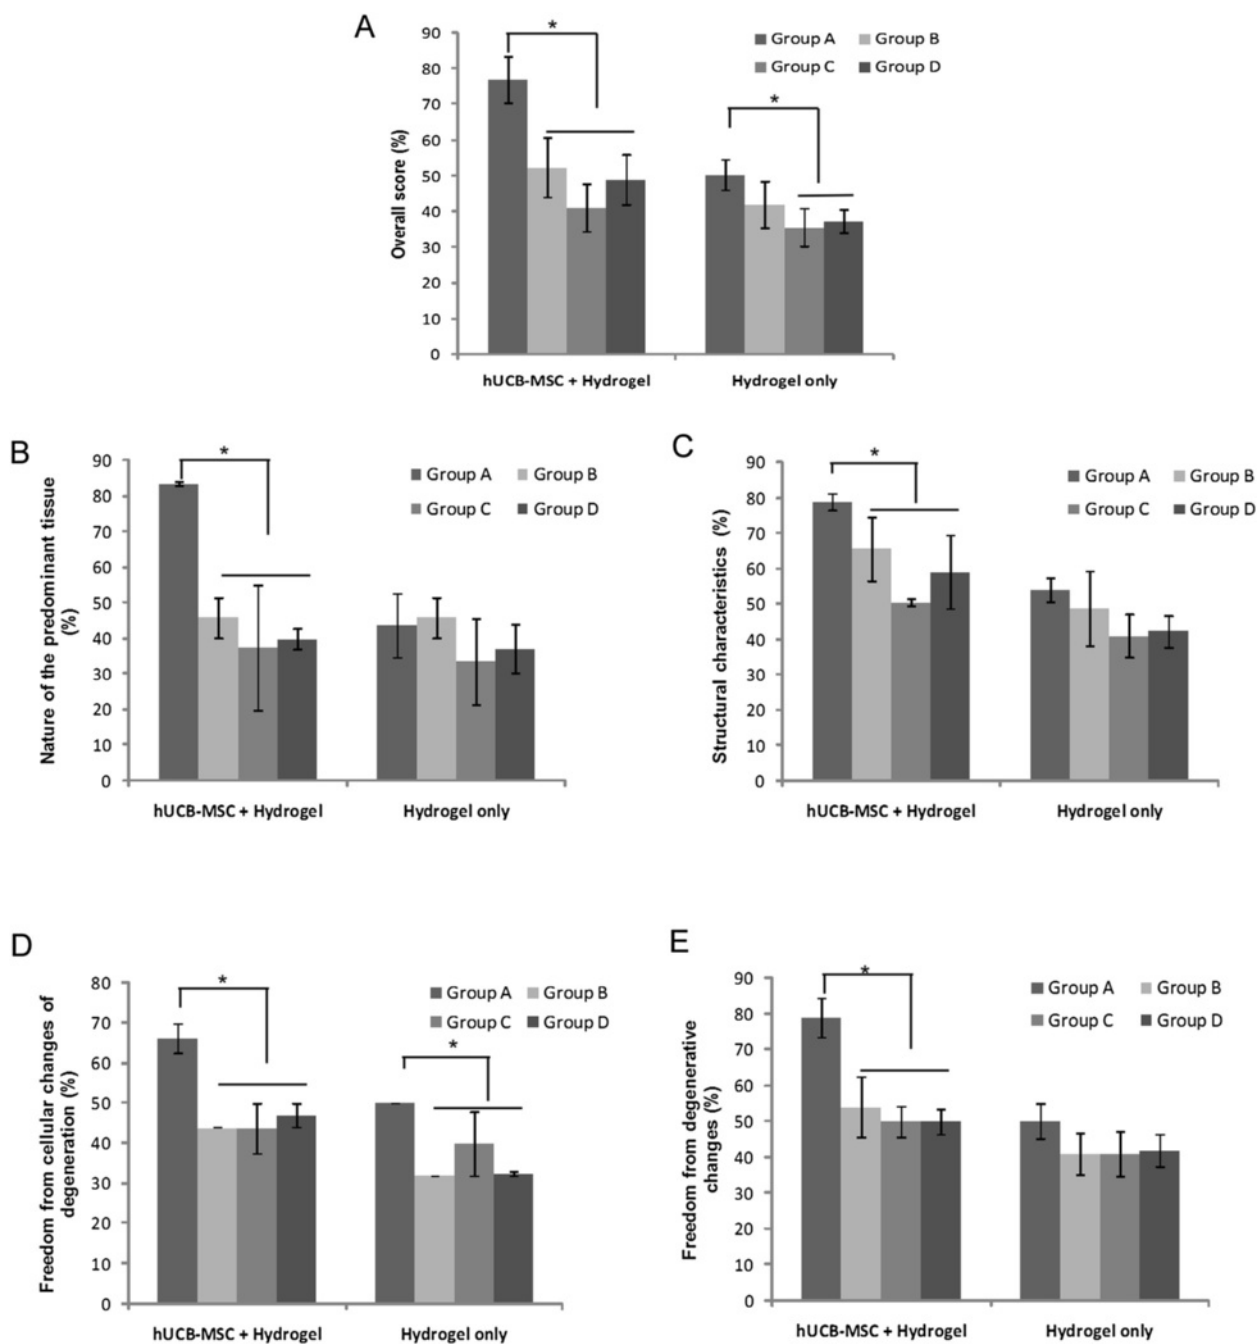 A
Overall score (%)
90
80
70
60
50
40
30
20
10
0
*
*
Group A
Group B
Group C
Group D
hUCB-MSC + Hydrogel
Hydrogel only
B
Nature of the predominant tissue
(%)
90
80
70
60
50
40
30
20
10
0
*
Group A
Group B
Group C
Group D
hUCB-MSC + Hydrogel
Hydrogel only
C
Structural characteristics (%)
90
80
70
60
50
40
30
20
10
0
*
Group A
Group B
Group C
Group D
hUCB-MSC + Hydrogel
Hydrogel only
D
Freedom from cellular changes of
degeneration (%)
80
70
60
50
40
30
20
10
0
*
*
Group A
Group B
Group C
Group D
hUCB-MSC + Hydrogel
Hydrogel only
E
Freedom from degenerative
changes (%)
90
80
70
60
50
40
30
20
10
0
*
Group A
Group B
Group C
Group D
hUCB-MSC + Hydrogel
Hydrogel only